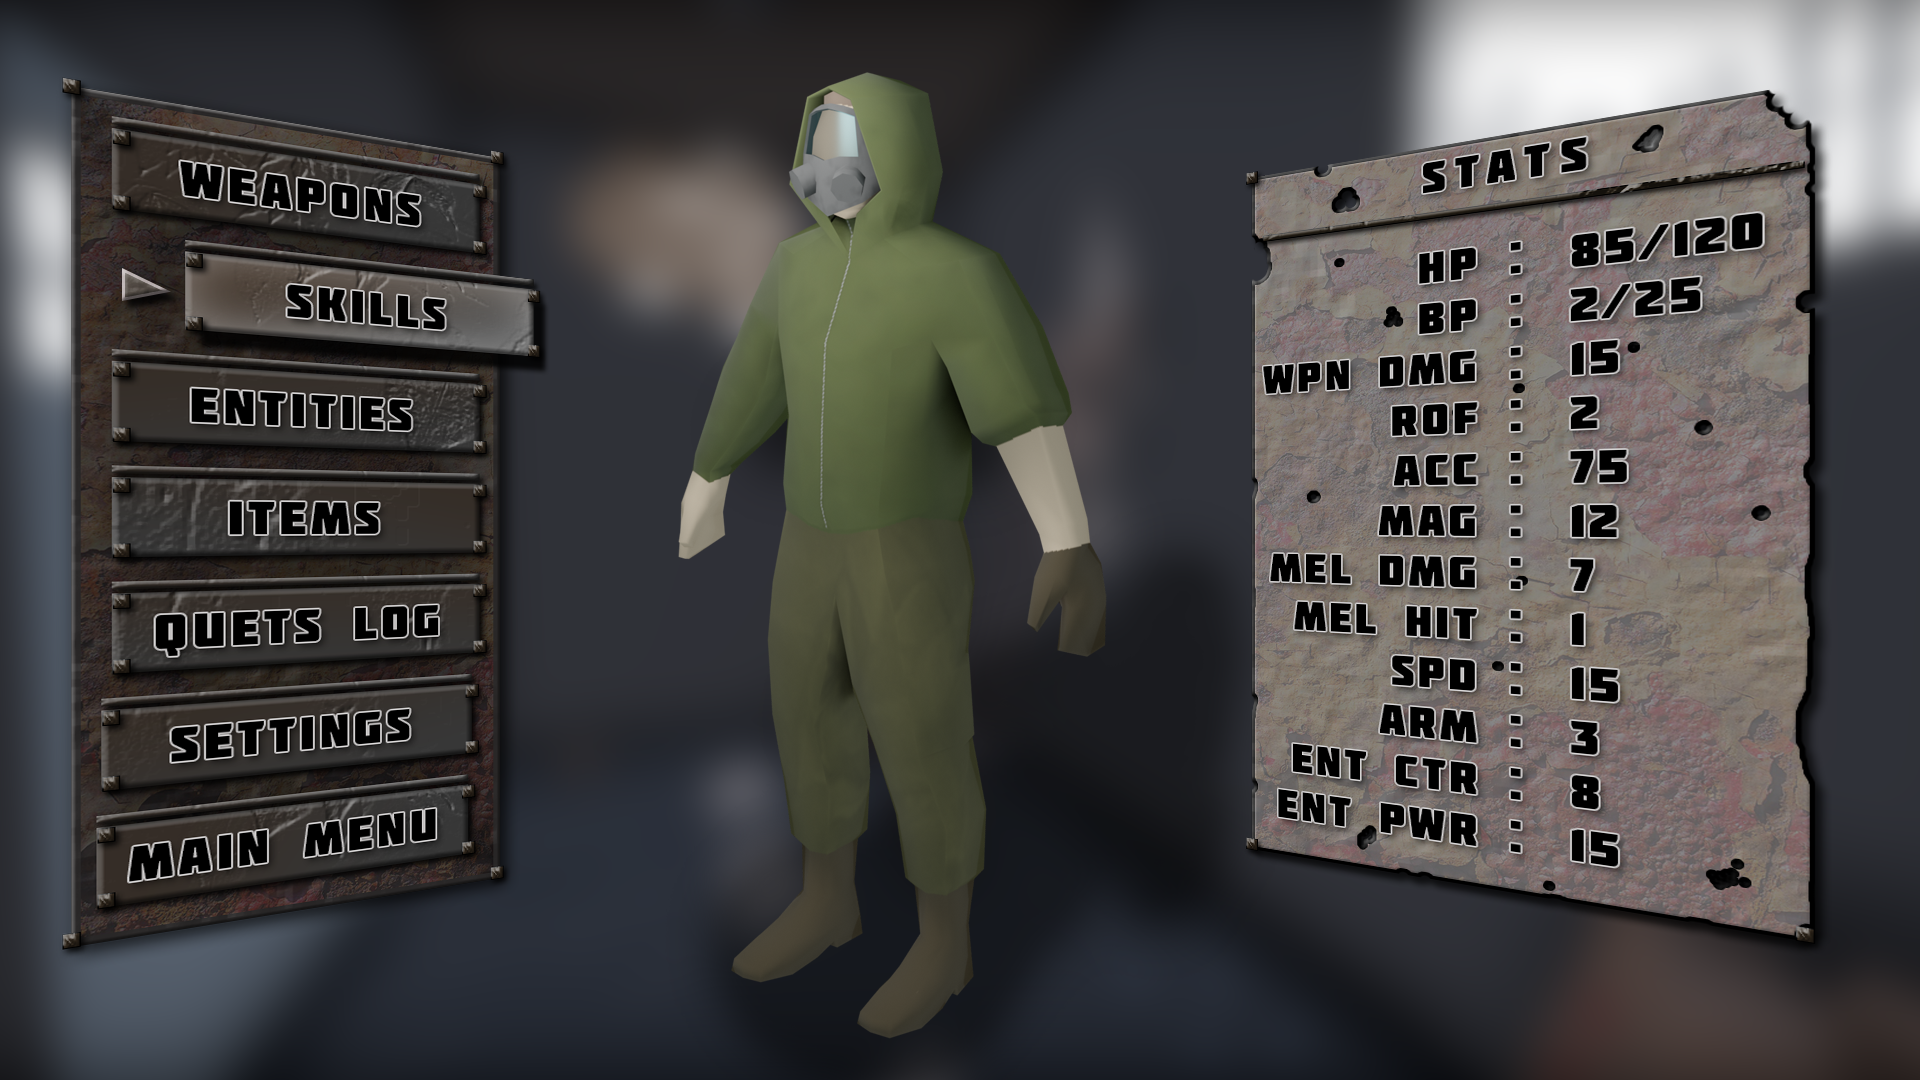 WEAPONS
SKILLS
ENTITIES
ITEMS
QUETS LOG
SETTINGS
MAIN MENU
STATS
HP : 85/120
BP : 2/25
WPN DMG : 15
ROF : 2
ACC : 75
MAG : 12
MEL DMG : 7
MEL HIT : 1
SPD : 15
ARM : 3
ENT CTR : 8
ENT PWR : 15